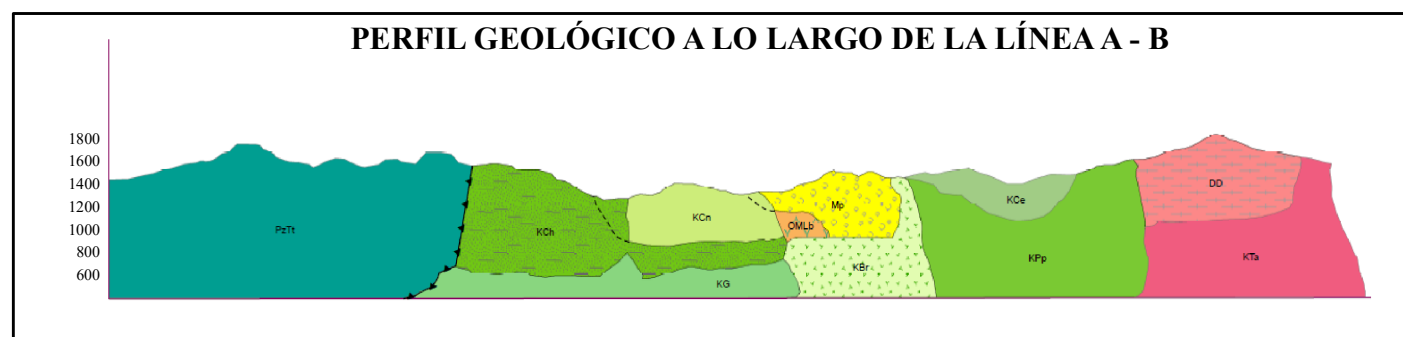 PERFIL GEOLÓGICO A LO LARGO DE LA LÍNEA A - B
1800
1600
1400
1200
1000
800
600
PzTt
KCh
KCn
KG
OMLb
Mp
KBr
KCe
KPp
DD
KTa